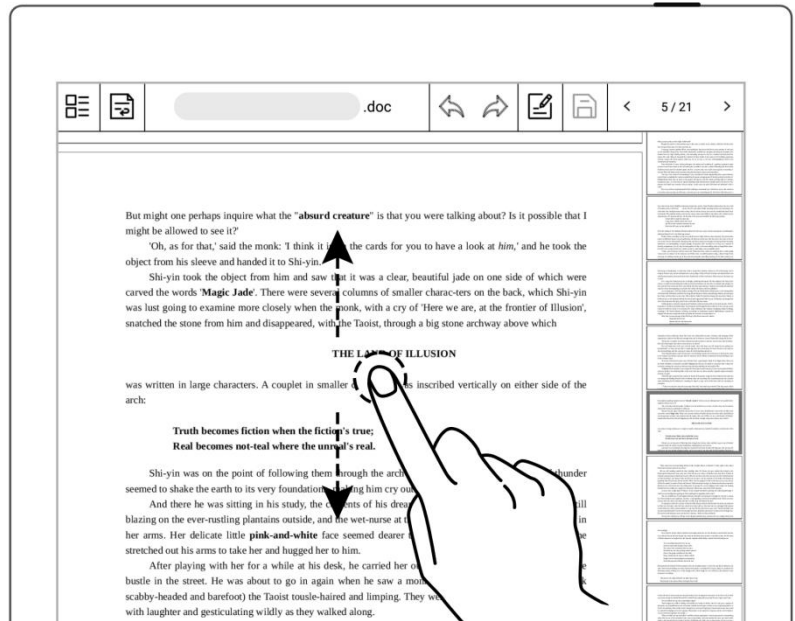 .doc
5 / 21
But might one perhaps inquire what the "absurd creature" is that you were talking about? Is it possible that I
might be allowed to see it?'
'Oh, as for that,' said the monk: 'I think it the cards for you to have a look at him,' and he took the
object from his sleeve and handed it to Shi-yin.
Shi-yin took the object from him and saw that it was a clear, beautiful jade on one side of which were
carved the words 'Magic Jade'. There were several columns of smaller charac-ters on the back, which Shi-yin
was lust going to examine more closely when the monk, with a cry of 'Here we are, at the frontier of Illusion',
snatched the stone from him and disappeared, with the Taoist, through a big stone archway above which
THE LAND OF ILLUSION
was written in large characters. A couplet in smaller inscribed vertically on either side of the
arch:
Truth becomes fiction when the fiction's true;
Real becomes not-teal where the unreal's real.
Shi-yin was on the point of following them through the arch thunder
seemed to shake the earth to its very foundations, making him cry out
And there he was sitting in his study, the contents of his
blazing on the ever-rustling plantains outside, and the wet-nurse at in
her arms. Her delicate little pink-and-white face seemed dearer
stretched out his arms to take her and hugged her to him.
After playing with her for a while at his desk, he carried her
bustle in the street. He was about to go in again when he saw a
scabby-headed and barefoot) the Taoist tousle-haired and limping. They
with laughter and gesticulating wildly as they walked along.